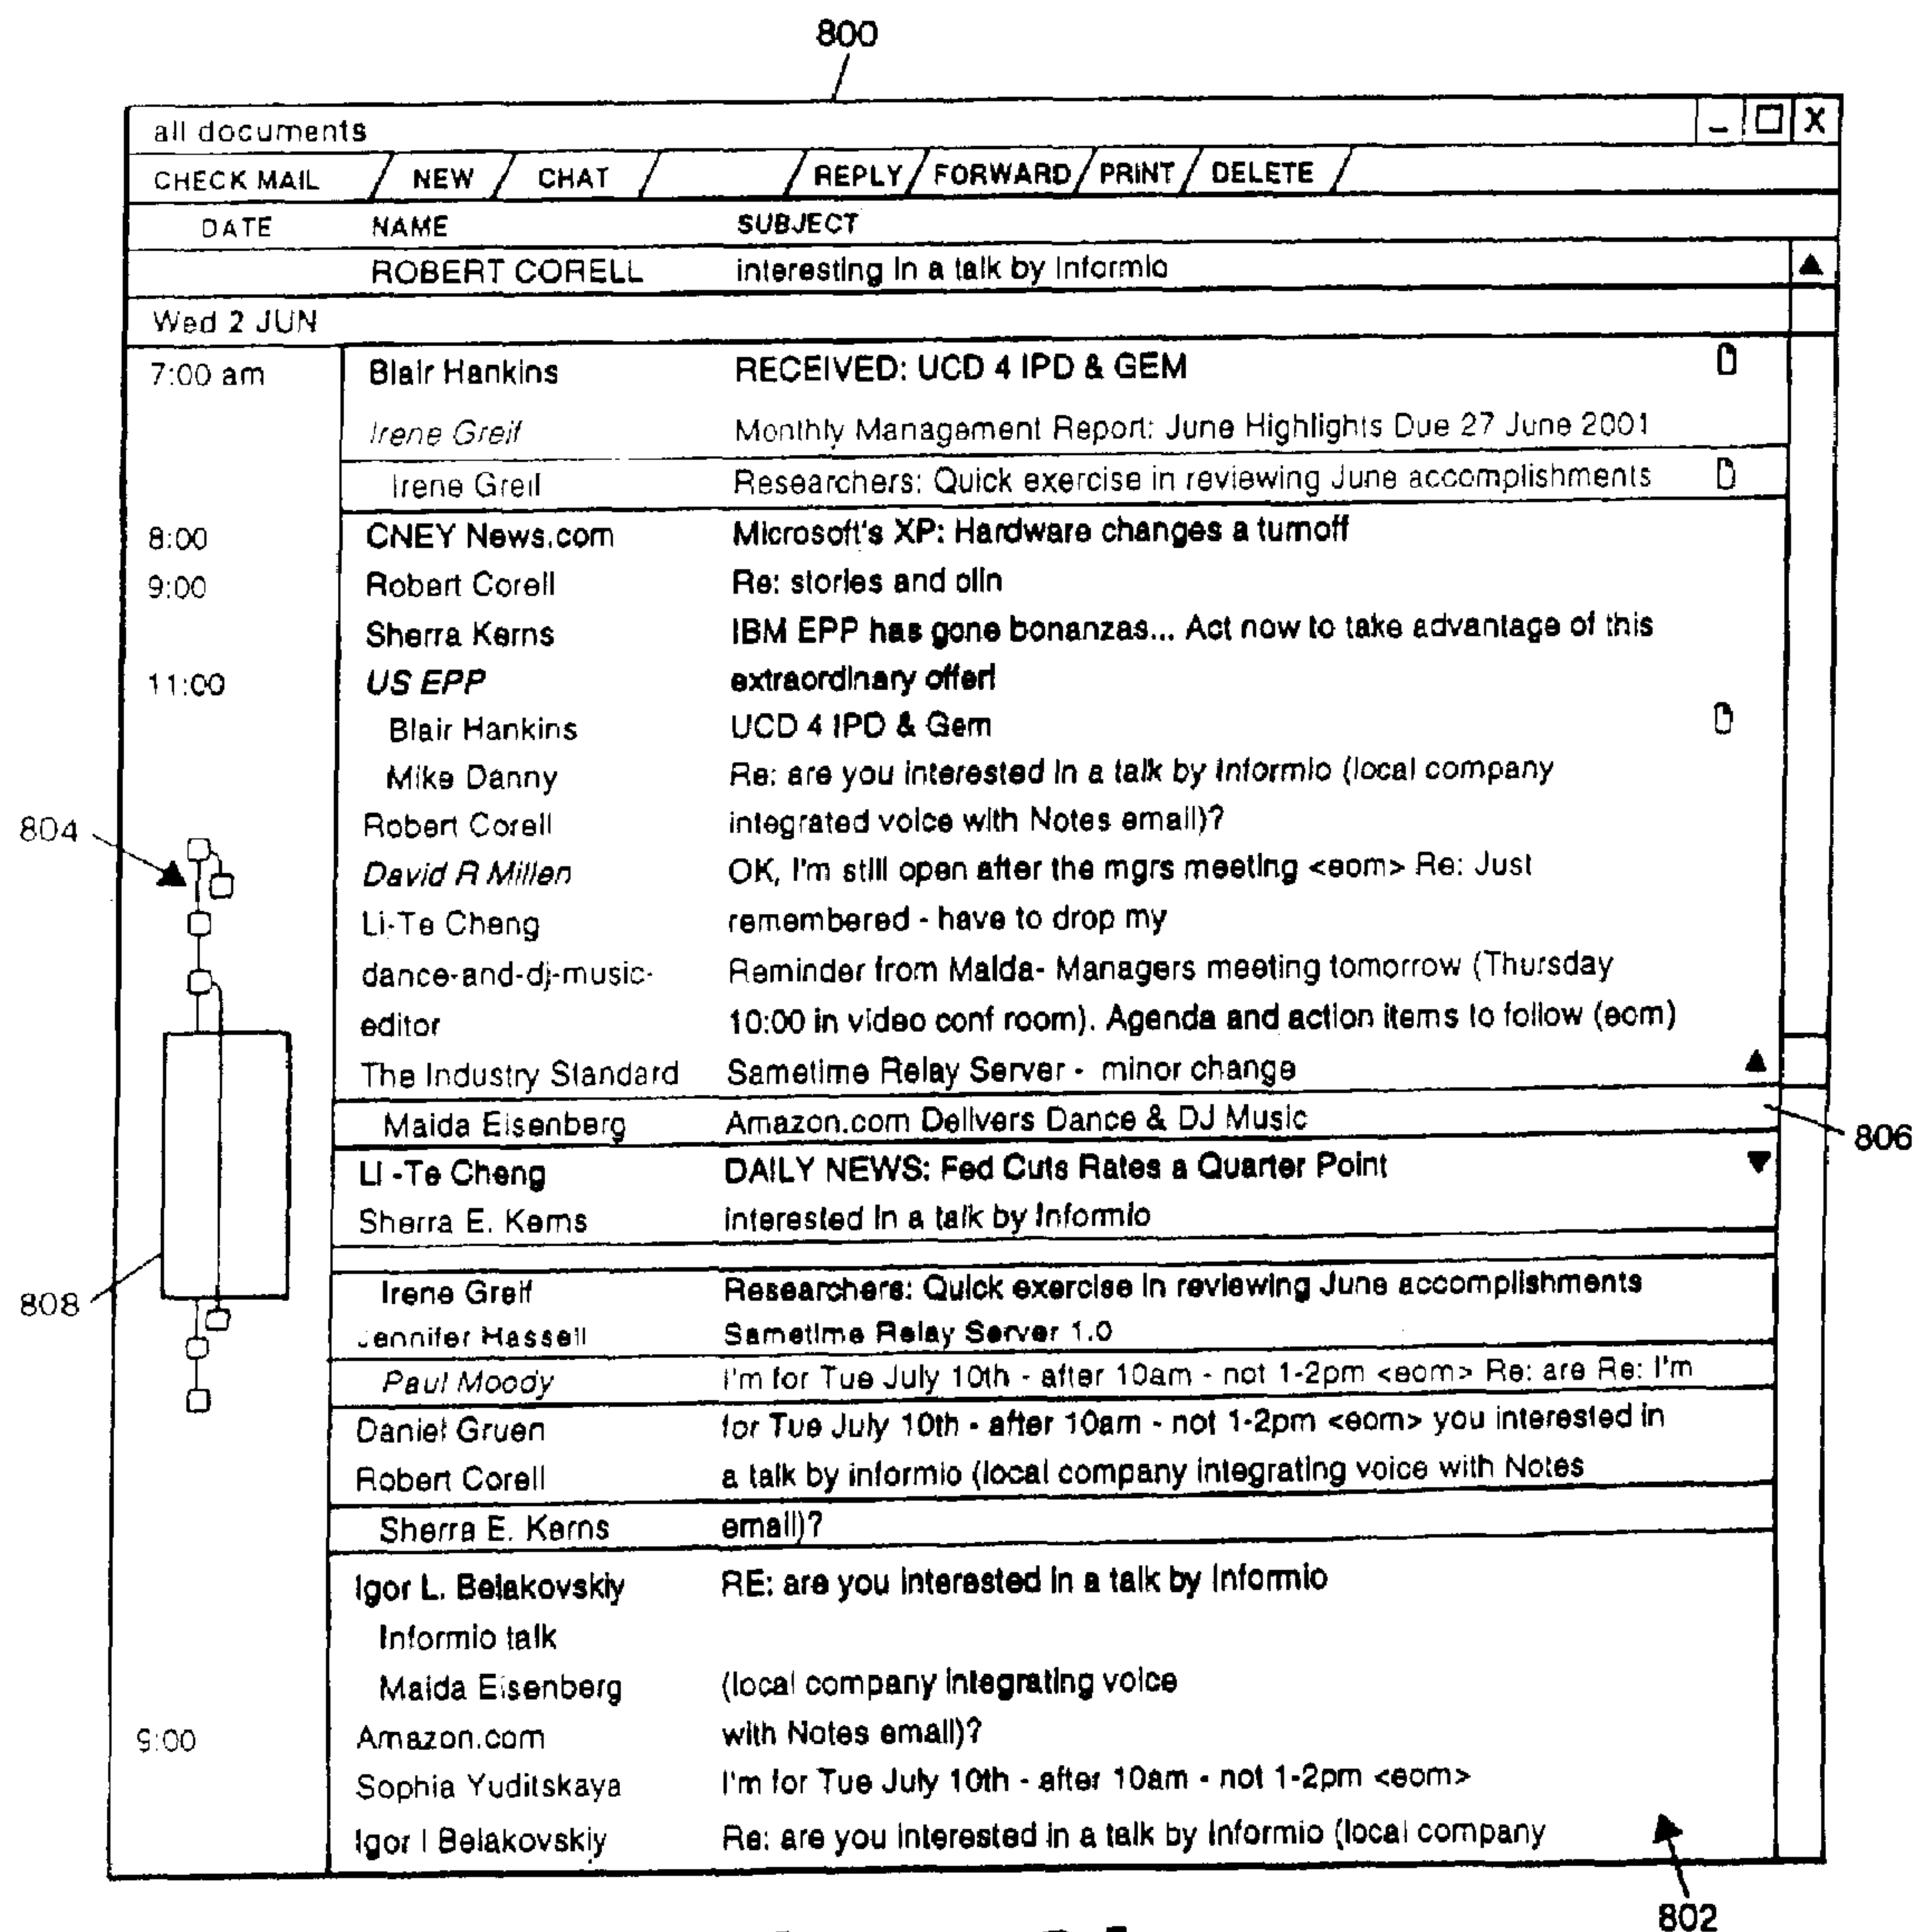 800
all documents _ X
CHECK MAIL NEW CHAT REPLY FORWARD PRINT DELETE
DATE NAME SUBJECT
ROBERT CORELL interesting in a talk by Informio
Wed 2 JUN
7:00 am Blair Hankins RECEIVED: UCD 4 IPD & GEM
Irene Greif Monthly Management Report: June Highlights Due 27 June 2001
Irene Greif Researchers: Quick exercise in reviewing June accomplishments
8:00 CNEY News.com Microsoft's XP: Hardware changes a turnoff
9:00 Robert Corell Re: stories and olin
Sherra Kerns IBM EPP has gone bonanzas... Act now to take advantage of this
11:00 US EPP extraordinary offer!
Blair Hankins UCD 4 IPD & Gem
Mike Danny Re: are you interested in a talk by Informio (local company
804 Robert Corell integrated voice with Notes email)?
David R Millen OK, I'm still open after the mgrs meeting <eom> Re: Just
Li-Te Cheng remembered - have to drop my
dance-and-dj-music- Reminder from Malda- Managers meeting tomorrow (Thursday
editor 10:00 in video conf room). Agenda and action items to follow (eom)
The Industry Standard Sametime Relay Server - minor change
Maida Eisenberg Amazon.com Delivers Dance & DJ Music
806
Li -Te Cheng DAILY NEWS: Fed Cuts Rates a Quarter Point
Sherra E. Kerns interested in a talk by Informio
808 Irene Greif Researchers: Quick exercise in reviewing June accomplishments
Jennifer Hassell Sametime Relay Server 1.0
Paul Moody I'm for Tue July 10th - after 10am - not 1-2pm <eom> Re: are Re: I'm
Daniel Gruen for Tue July 10th - after 10am - not 1-2pm <eom> you interested in
Robert Corell a talk by informio (local company integrating voice with Notes
Sherra E. Kerns email)?
Igor L. Belakovskiy RE: are you interested in a talk by Informio
Informio talk
Maida Eisenberg (local company integrating voice
9:00 Amazon.com with Notes email)?
Sophia Yuditskaya I'm for Tue July 10th - after 10am - not 1-2pm <eom>
Igor l Belakovskiy Re: are you interested in a talk by Informio (local company
802